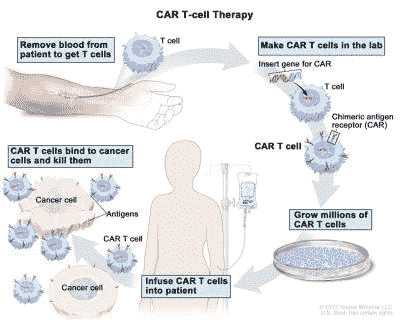 CAR T-cell Therapy
Remove blood from
patient to get T cells
T cell
Make CAR T cells in the lab
Insert gene for CAR
T cell
Chimeric antigen
receptor (CAR)
CAR T cell
Grow millions of
CAR T cells
Infuse CAR T cells
into patient
CAR T cells bind to cancer
cells and kill them
Cancer cell
Antigens
CAR T cell
Cancer cell
© 2017 Terese Winslow LLC
U.S. Govt. has certain rights